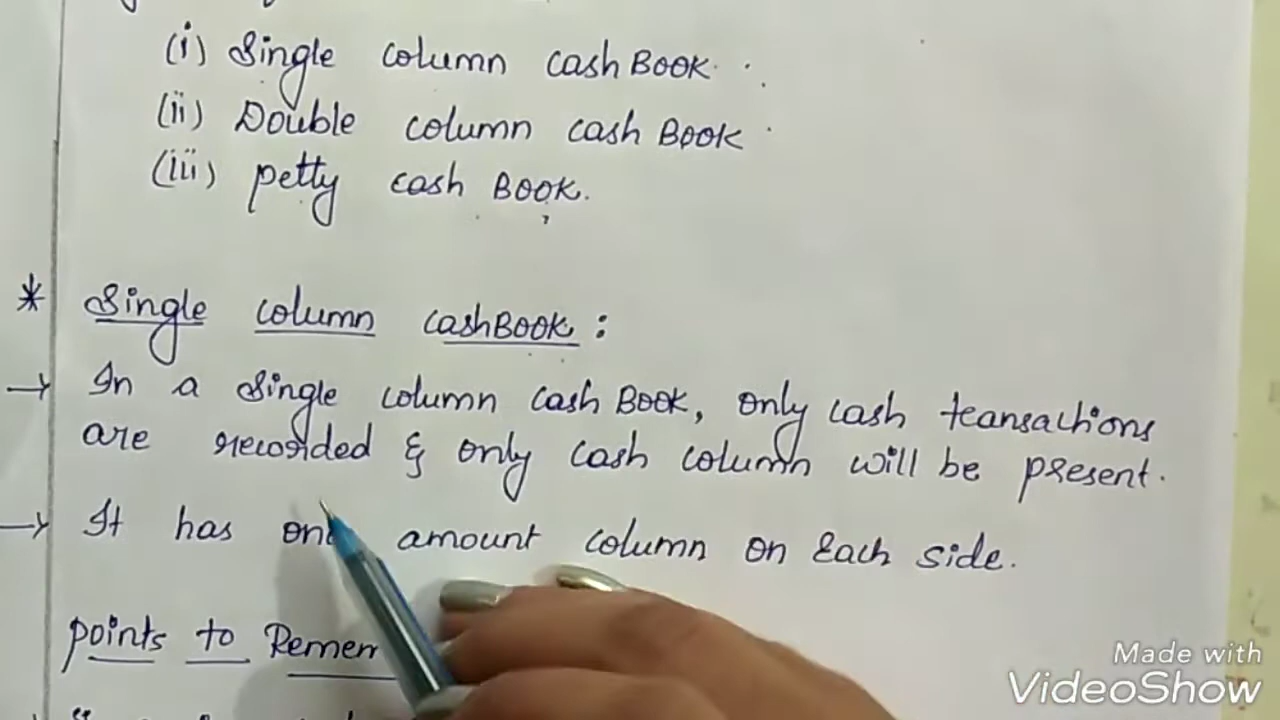 (i) Single column cash Book.
(ii) Double column cash Book
(iii) petty cash Book.
* Single column cashBook :
→ In a single column cash Book, only cash transactions
are recorded & only cash column will be present.
→ It has one amount column on Each side.
points to Remem
Made with
VideoShow